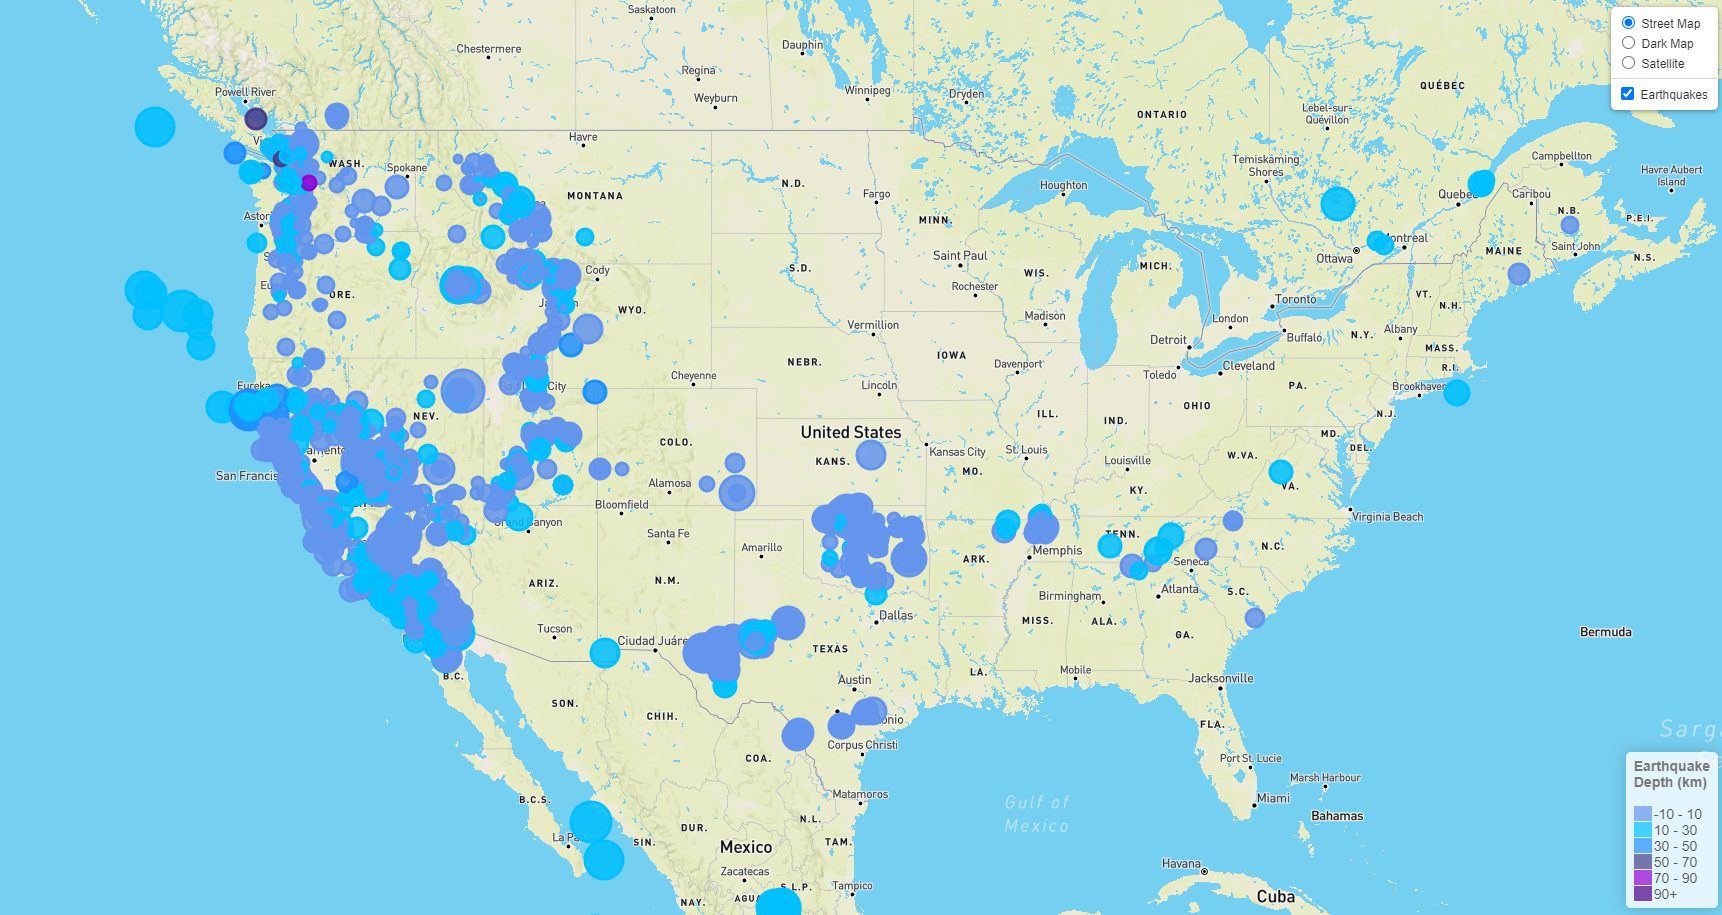 Saskatoon
Street Map
Dark Map
Satellite
Earthquakes
Chestermere
Dauphin
Regina
Weyburn
Winnipeg
Dryden
QUÉBEC
ONTARIO
Lebel-sur-
Quévillon
Powell River
Havre
WASH.
Spokane
Temiskaming
Shores
Campbellton
Havre Aubert
Island
MONTANA
N.D.
Fargo
Houghton
Quebec
Caribou
N.B.
P.E.I.
MINN.
Saint John
MAINE
N.S.
Ottawa
Saint Paul
WIS.
MICH.
S.D.
Cody
Rochester
ORE.
WYO.
VT.
N.H.
Toronto
Madison
London
Vermillion
Buffalo
N.Y.
Albany
Detroit
MASS.
R.I.
IOWA
NEBR.
Davenport
Toledo
Cleveland
Cheyenne
Lincoln
PA.
Eureka
City
Brookhaven
NEV.
ILL.
IND.
OHIO
N.J.
United States
COLO.
MD.
DEL.
Kansas City
St. Louis
W.VA.
KANS.
MO.
Louisville
VA.
San Francis
Alamosa
KY.
Bloomfield
Virginia Beach
Grand Canyon
Santa Fe
Amarillo
TENN.
N.C.
Memphis
ARK.
Seneca
ARIZ.
N.M.
Birmingham
Atlanta
S.C.
Dallas
MISS.
ALA.
GA.
Tucson
Ciudad Juáre
TEXAS
Bermuda
B.C.
LA.
Mobile
Jacksonville
Austin
SON.
CHIH.
onio
FLA.
Corpus Christi
COA.
Port St. Lucie
Marsh Harbour
Matamoros
Miami
B.C.S.
Gulf of
Mexico
Bahamas
N.L.
DUR.
La Pa
SIN.
TAM.
Mexico
Havana
Zacatecas
S.L.P.
Tampico
NAY.
AGU
Cuba
Sarg
Earthquake
Depth (km)
-10 - 10
10 - 30
30 - 50
50 - 70
70 - 90
90+